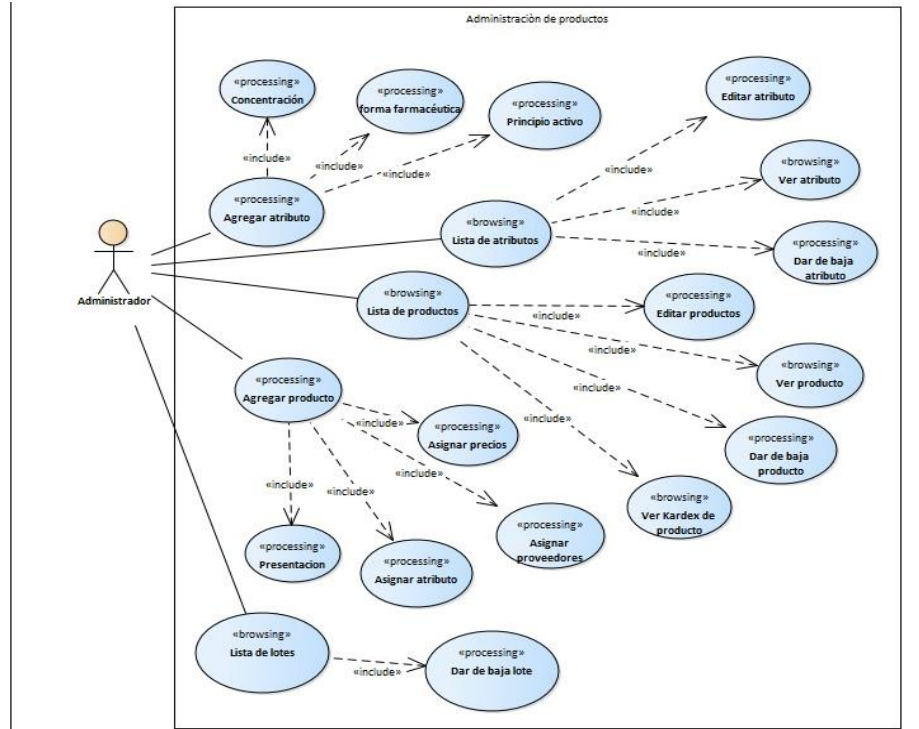 Administraciòn de productos
«processing»
Concentración
«processing»
forma farmacéutica
«processing»
Principio activo
«processing»
Editar atributo
«include»
«include»
«include»
«include»
«browsing»
Ver atributo
«processing»
Agregar atributo
«include»
«browsing»
Lista de atributos
«include»
«processing»
Dar de baja
atributo
Administrador
«browsing»
Lista de productos
«include»
«processing»
Editar productos
«include»
«browsing»
Ver producto
«processing»
Agregar producto
«include»
«include»
«processing»
Asignar precios
«include»
«processing»
Dar de baja
producto
«include»
«include»
«include»
«browsing»
Ver Kardex de
producto
«processing»
Presentacion
«processing»
Asignar atributo
«processing»
Asignar
proveedores
«browsing»
Lista de lotes
«include»
«processing»
Dar de baja lote